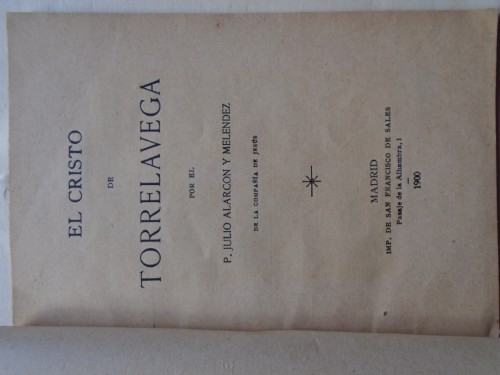 EL CRISTO
DE
TORRELAVEGA
POR EL
P. JULIO ALARCON Y MELENDEZ
DE LA COMPAÑÍA DE JESÚS
MADRID
IMP. DE SAN FRANCISCO DE SALES
Pasaje de la Alhambra, 1
1900